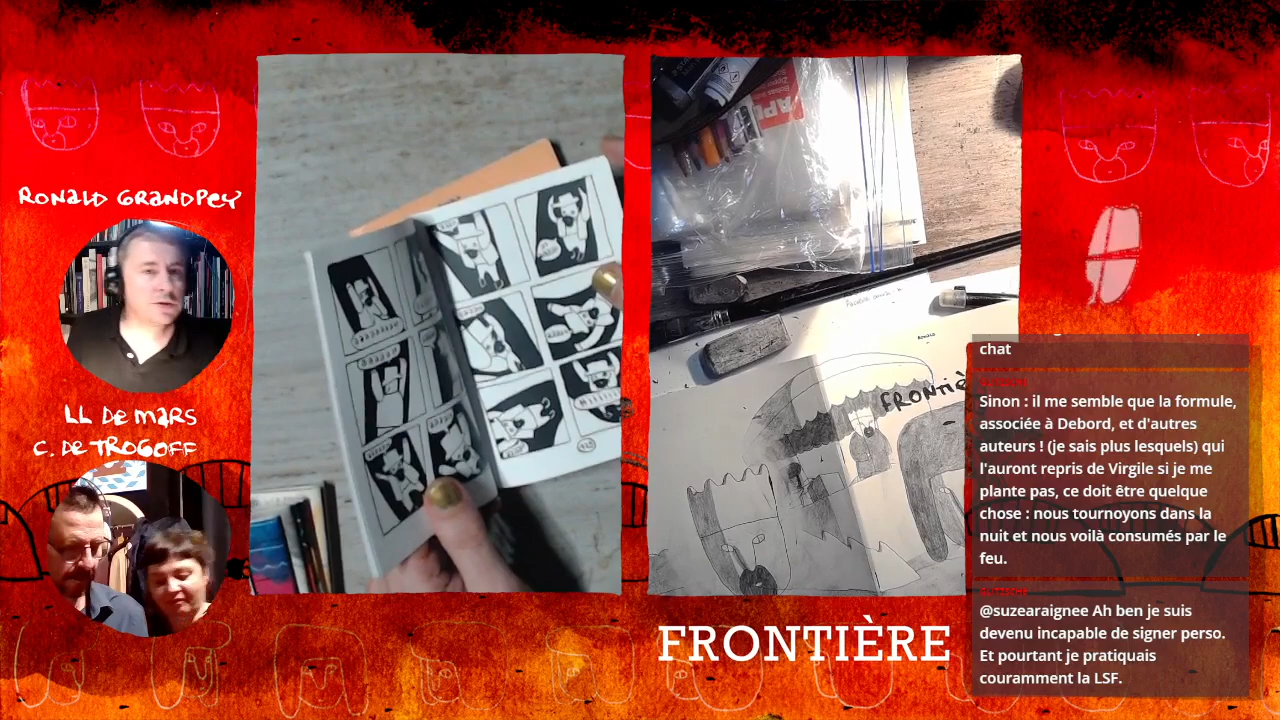 RONALD GRANDPEY
LL DE MARS
C. DE TROGOFF
FRONTIÈ
FRONTIÈRE
chat
Sinon : il me semble que la formule,
associée à Debord, et d'autres
auteurs ! (je sais plus lesquels) qui
l'auront repris de Virgile si je me
plante pas, ce doit être quelque
chose : nous tournoyons dans la
nuit et nous voilà consumés par le
feu.
@suzearaignee Ah ben je suis
devenu incapable de signer perso.
Et pourtant je pratiquais
couramment la LSF.